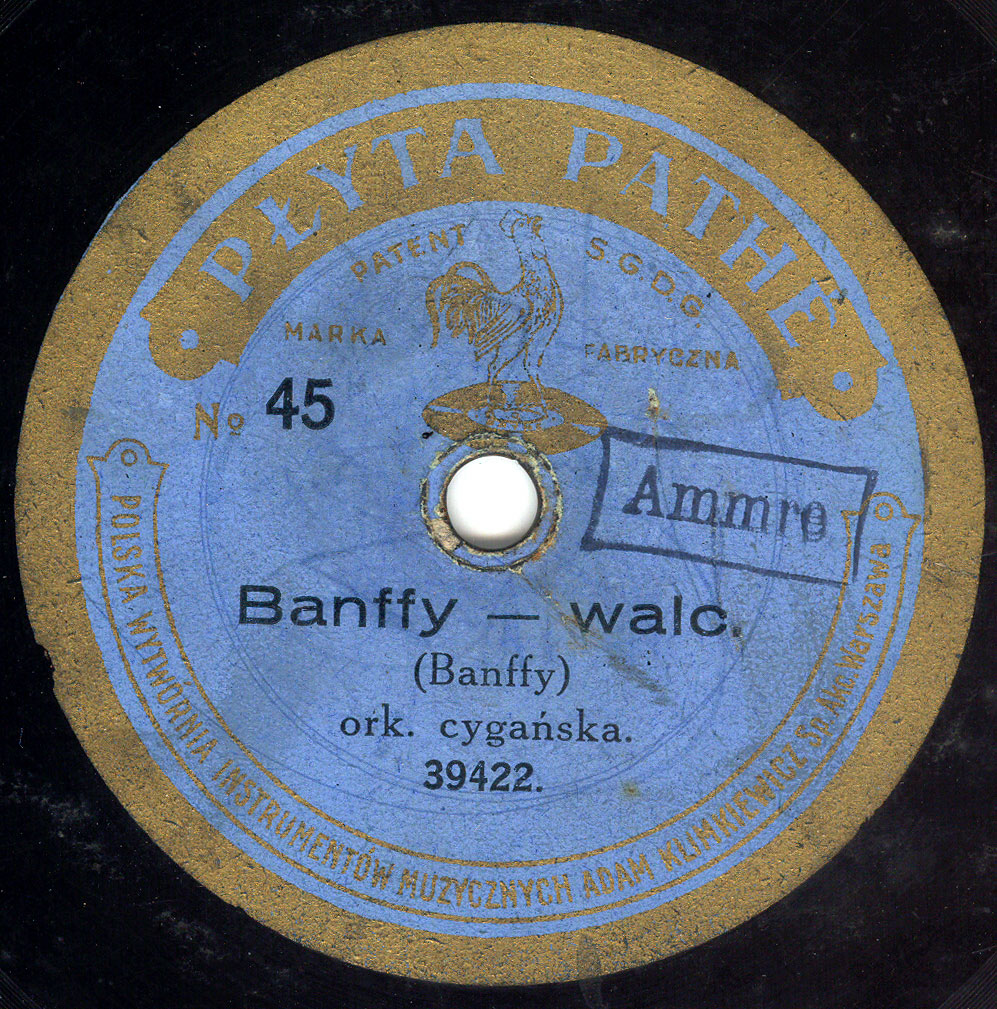 PŁYTA PATHÉ
PATENT S.G.D.G.
MARKA FABRYCZNA
No 45
Ammre
Banffy — walc.
(Banffy)
ork. cygańska.
39422.
POLSKA WYTWÓRNIA INSTRUMENTÓW MUZYCZNYCH ADAM KLIMKIEWICZ Sp. Akc. Warszawa